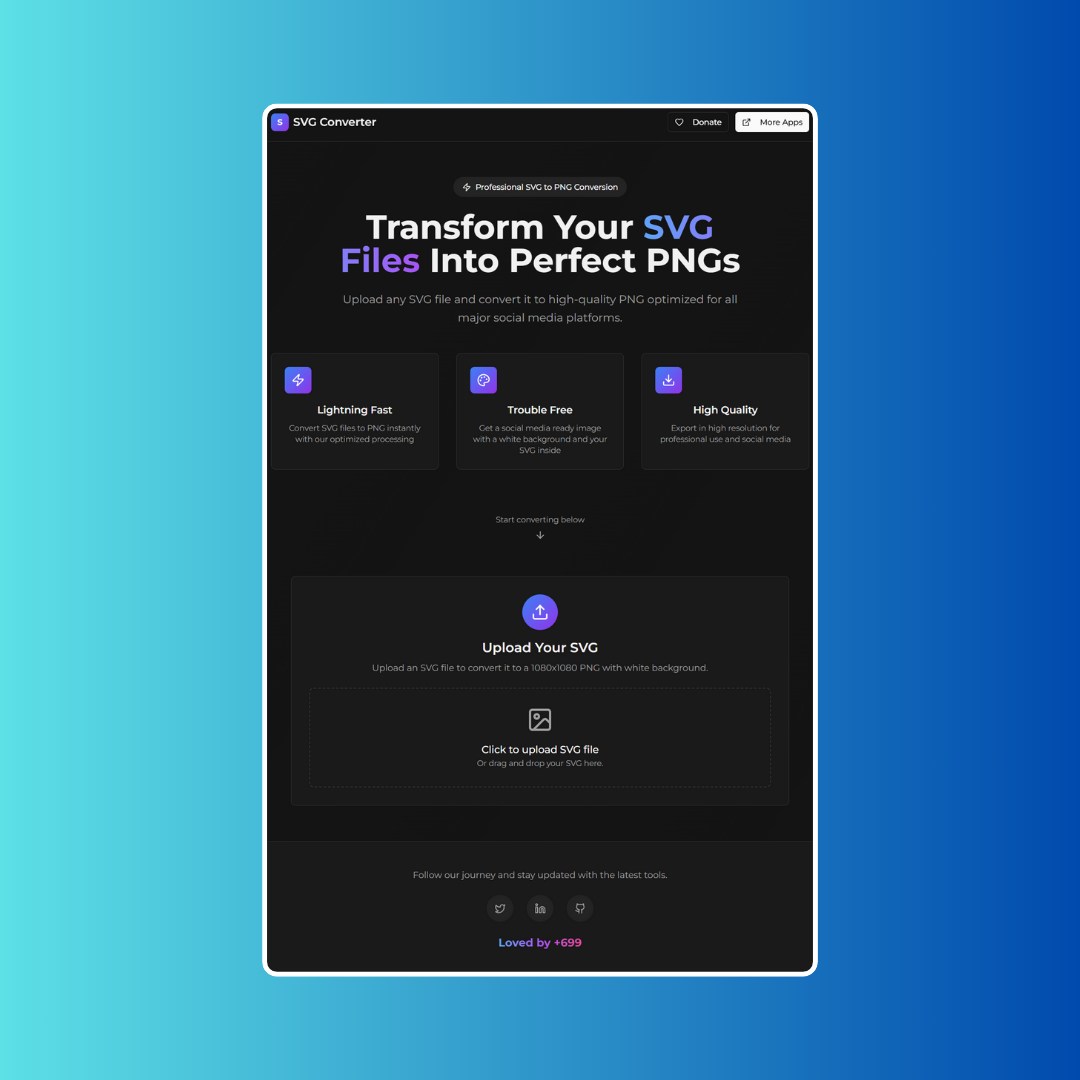 S SVG Converter
Donate
More Apps
Professional SVG to PNG Conversion
Transform Your SVG
Files Into Perfect PNGs
Upload any SVG file and convert it to high-quality PNG optimized for all
major social media platforms.
Lightning Fast
Convert SVG files to PNG instantly
with our optimized processing
Trouble Free
Get a social media ready image
with a white background and your
SVG inside
High Quality
Export in high resolution for
professional use and social media
Start converting below
Upload Your SVG
Upload an SVG file to convert it to a 1080x1080 PNG with white background.
Click to upload SVG file
Or drag and drop your SVG here.
Follow our journey and stay updated with the latest tools.
Loved by +699